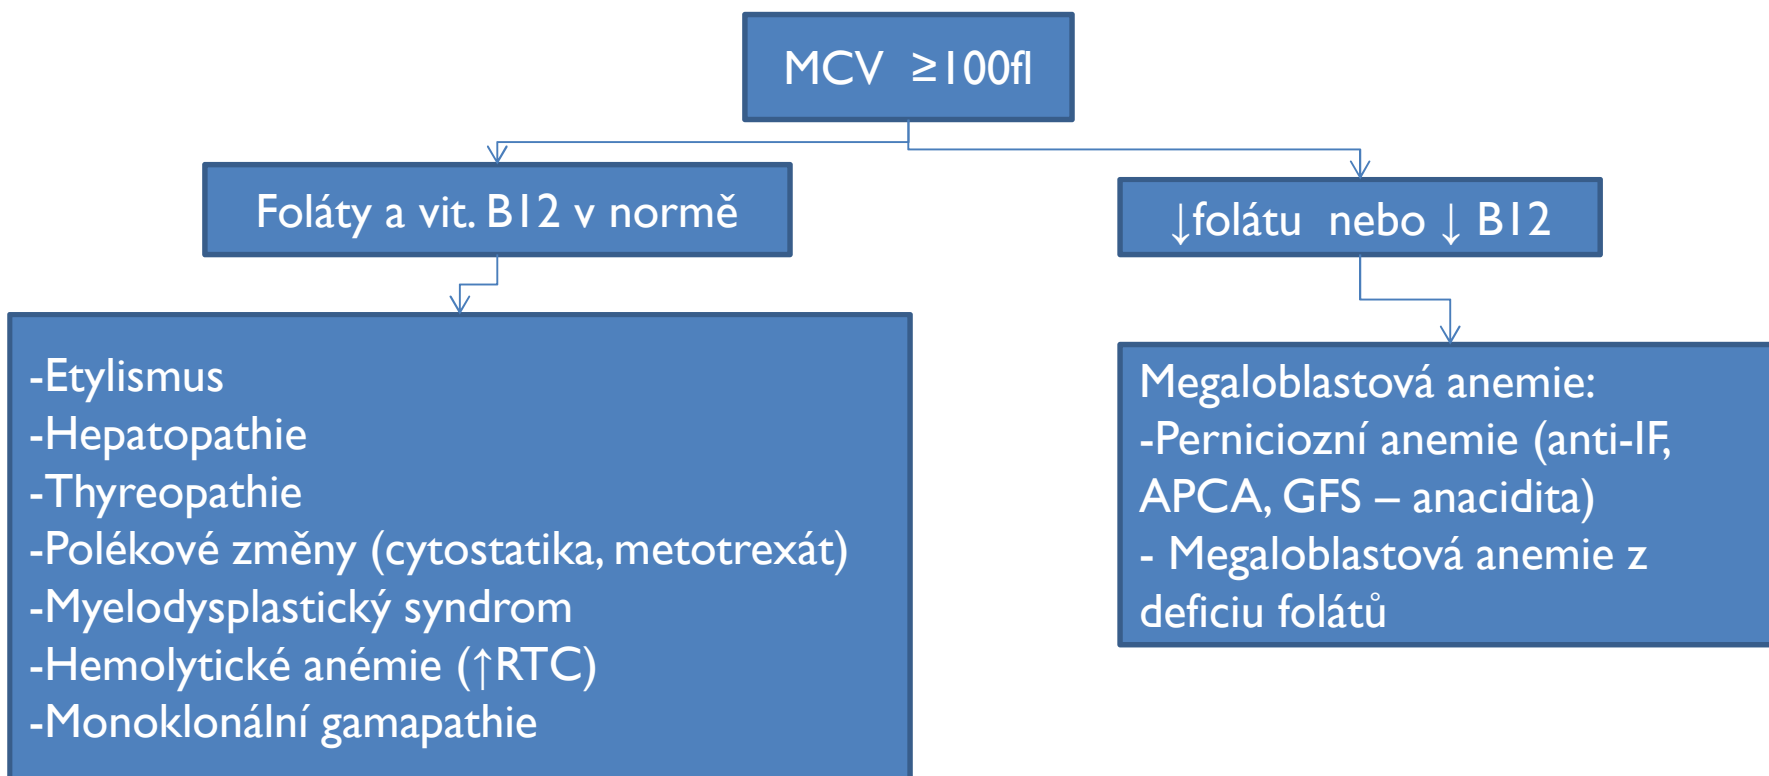 MCV ≥100fl
Foláty a vit. B12 v normě
↓folátu nebo ↓ B12
-Etylismus
-Hepatopathie
-Thyreopathie
-Polékové změny (cytostatika, metotrexát)
-Myelodysplastický syndrom
-Hemolytické anémie (↑RTC)
-Monoklonální gamapathie
Megaloblastová anemie:
-Perniciozní anemie (anti-IF,
APCA, GFS – anacidita)
- Megaloblastová anemie z
deficiu folátů